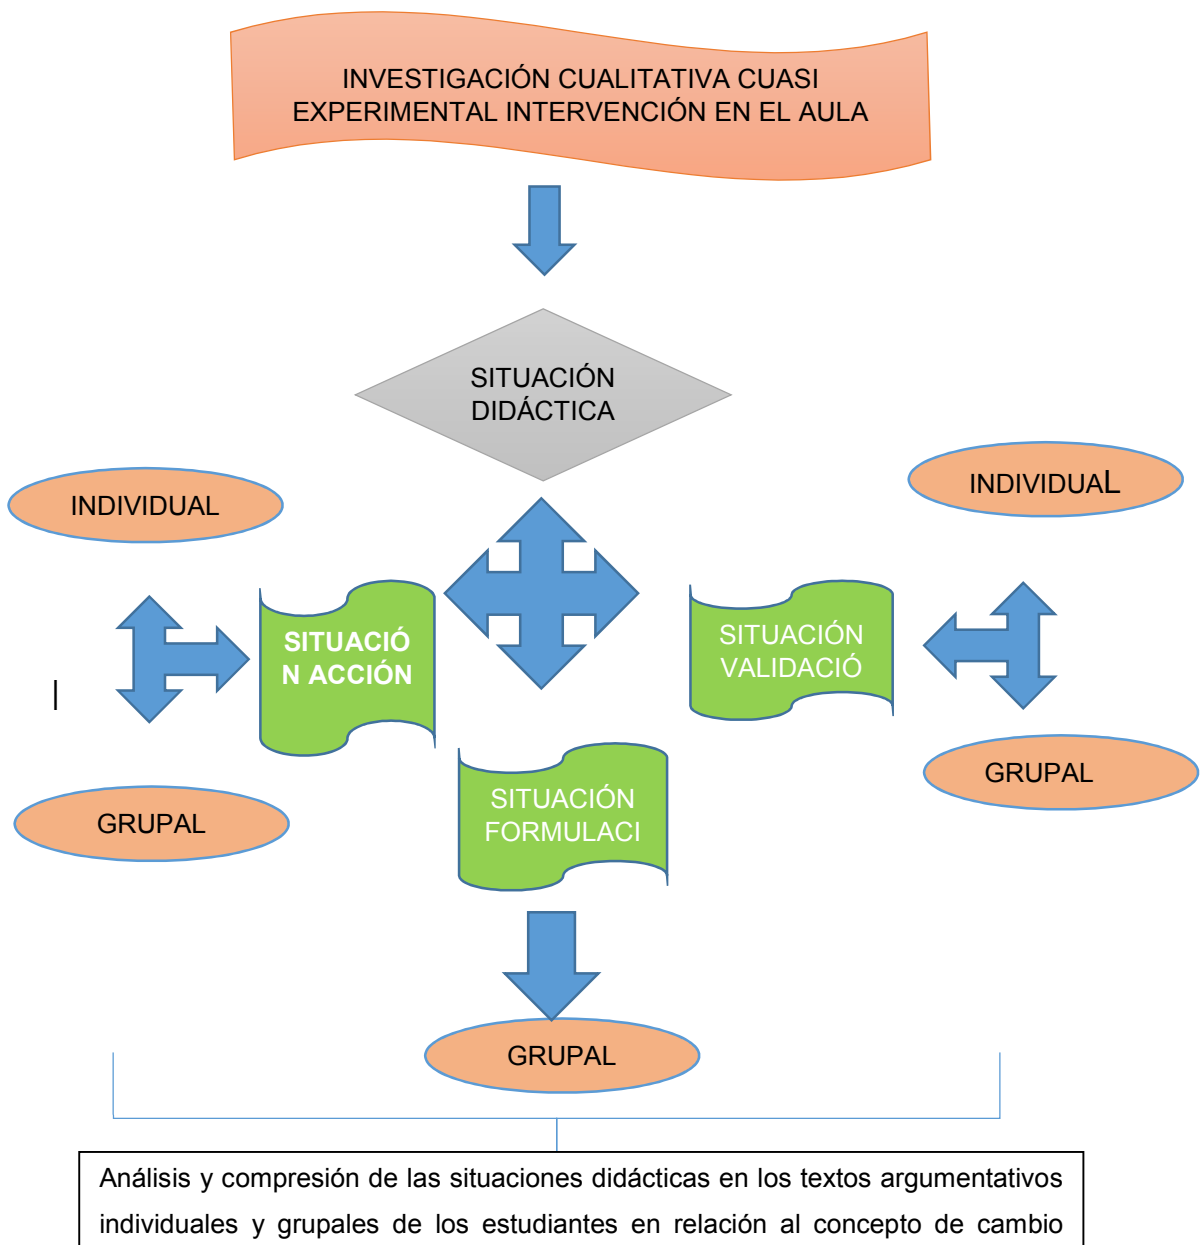 INVESTIGACIÓN CUALITATIVA CUASI
EXPERIMENTAL INTERVENCIÓN EN EL AULA
SITUACIÓN
DIDÁCTICA
INDIVIDUAL
INDIVIDUAL
SITUACIÓ
N ACCIÓN
SITUACIÓN
VALIDACIÓ
|
GRUPAL
GRUPAL
SITUACIÓN
FORMULACI
GRUPAL
Análisis y compresión de las situaciones didácticas en los textos argumentativos
individuales y grupales de los estudiantes en relación al concepto de cambio